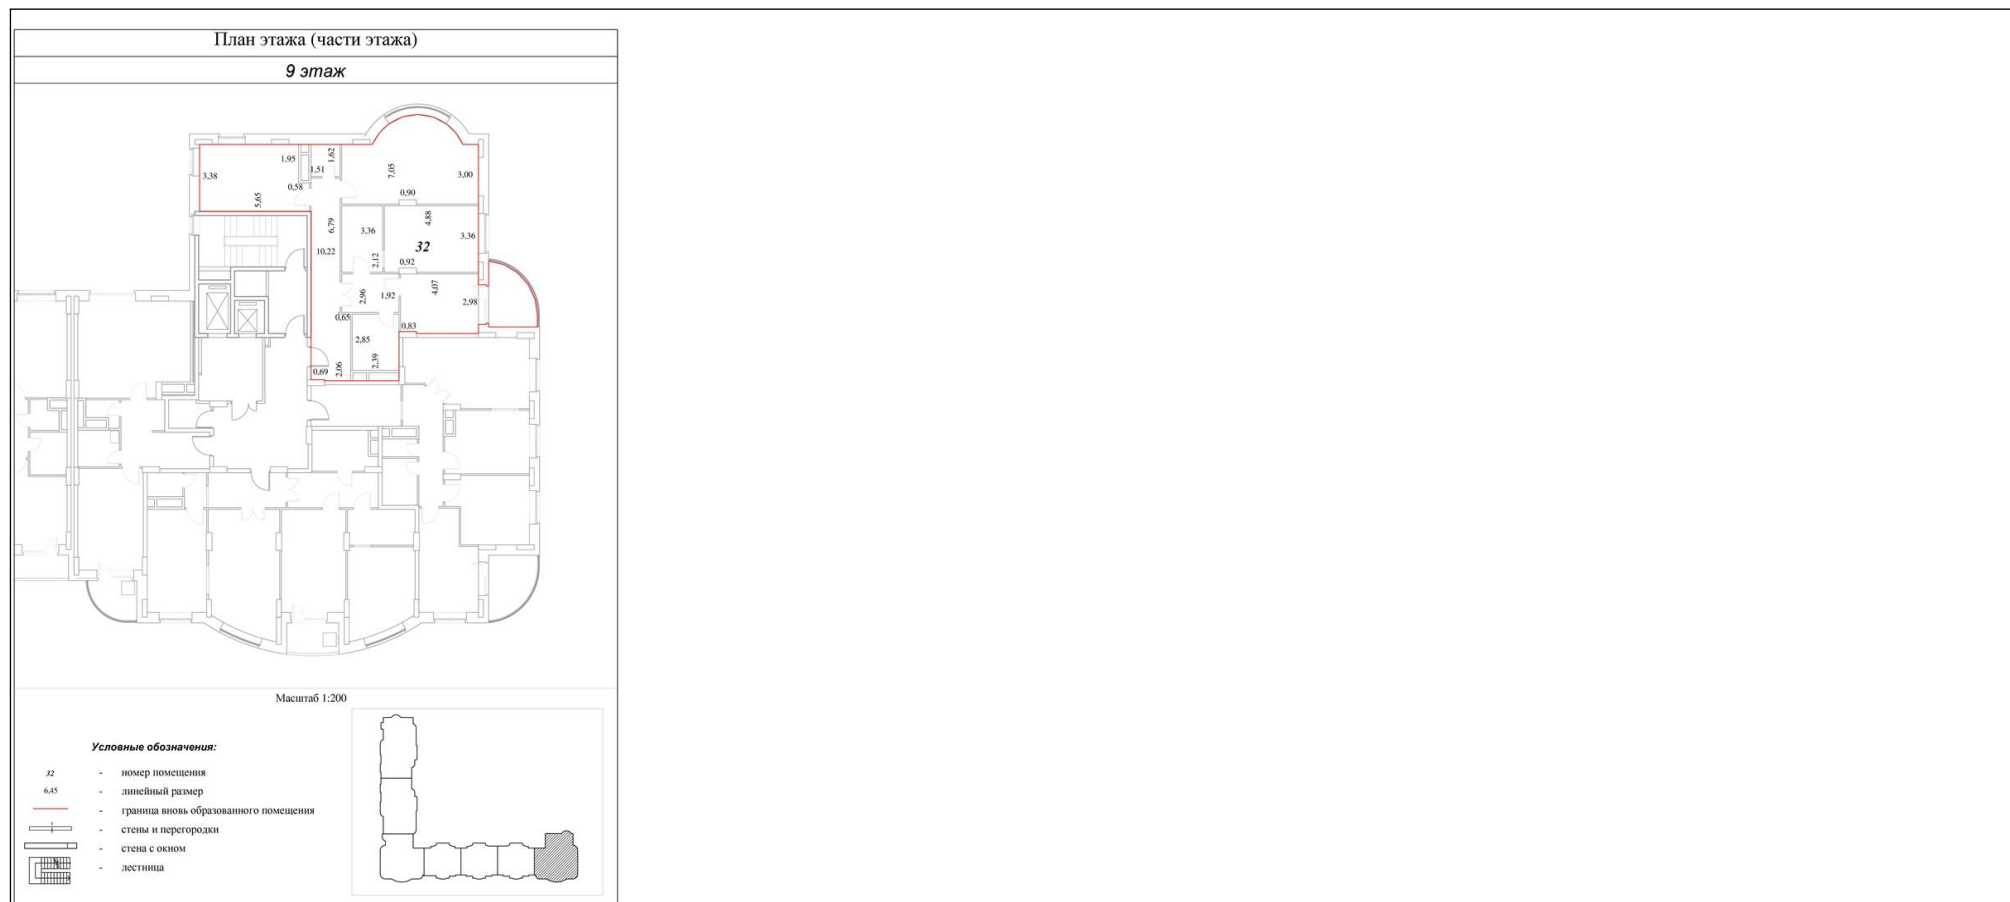 План этажа (части этажа)
9 этаж
1,95
1,62
1,51
3,38
0,58
5,65
7,05
3,00
0,90
6,79
3,36
4,88
3,36
32
10,22
2,12
0,92
2,96
1,92
4,07
2,98
0,65
0,83
2,85
2,39
0,69
2,06
Масштаб 1:200
Условные обозначения:
32 - номер помещения
6,45 - линейный размер
- граница вновь образованного помещения
- стены и перегородки
- стена с окном
- лестница